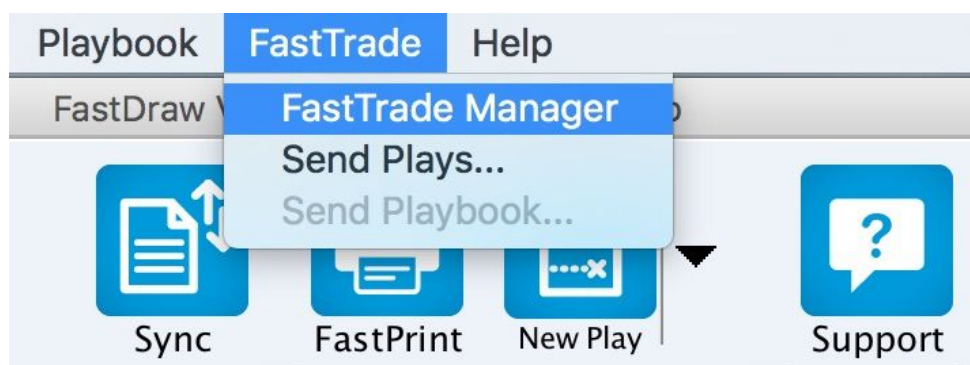 Playbook FastTrade Help
FastDraw
FastTrade Manager
Send Plays...
Send Playbook...
?
Sync FastPrint New Play Support